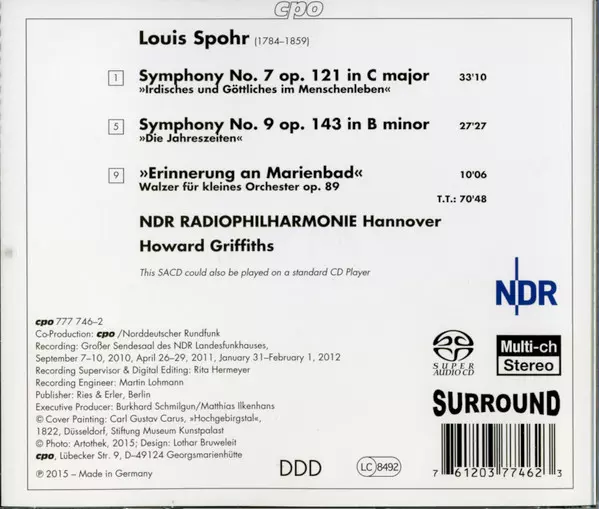 cpo
Louis Spohr (1784–1859)
1 Symphony No. 7 op. 121 in C major 33'10
»Irdisches und Göttliches im Menschenleben«
5 Symphony No. 9 op. 143 in B minor 27'27
»Die Jahreszeiten«
9 »Erinnerung an Marienbad« 10'06
Walzer für kleines Orchester op. 89
T.T.: 70'48
NDR RADIOPHILHARMONIE Hannover
Howard Griffiths
This SACD could also be played on a standard CD Player
NDR
cpo 777 746–2
Co-Production: cpo /Norddeutscher Rundfunk
Recording: Großer Sendesaal des NDR Landesfunkhauses,
September 7–10, 2010, April 26–29, 2011, January 31–February 1, 2012
Recording Supervisor & Digital Editing: Rita Hermeyer
Recording Engineer: Martin Lohmann
Publisher: Ries & Erler, Berlin
Executive Producer: Burkhard Schmilgun/Matthias Ilkenhans
© Cover Painting: Carl Gustav Carus, »Hochgebirgstal«,
1822, Düsseldorf, Stiftung Museum Kunstpalast
© Photo: Artothek, 2015; Design: Lothar Bruweleit
cpo, Lübecker Str. 9, D–49124 Georgsmarienhütte
℗ 2015 – Made in Germany
DDD
LC 8492
SUPER AUDIO CD
Multi-ch
Stereo
SURROUND
7 61203 77462 3